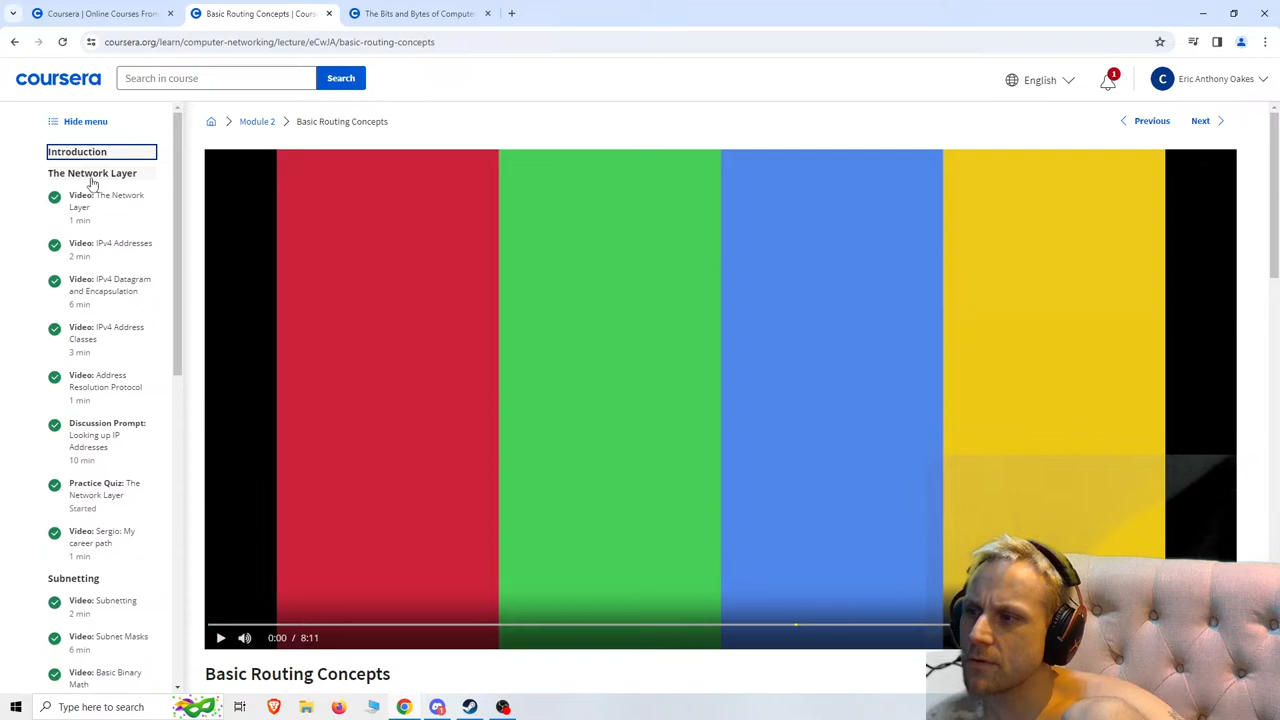 Coursera | Online Courses From
Basic Routing Concepts | Cours
The Bits and Bytes of Compute
coursera.org/learn/computer-networking/lecture/eCwJA/basic-routing-concepts
coursera
Search in course
Search
English
1
C
Eric Anthony Oakes
Hide menu
Module 2
Basic Routing Concepts
Previous
Next
Introduction
The Network Layer
Video: The Network
Layer
1 min
Video: IPv4 Addresses
2 min
Video: IPv4 Datagram
and Encapsulation
6 min
Video: IPv4 Address
Classes
3 min
Video: Address
Resolution Protocol
1 min
Discussion Prompt:
Looking up IP
Addresses
10 min
Practice Quiz: The
Network Layer
Started
Video: Sergio: My
career path
1 min
Subnetting
Video: Subnetting
2 min
Video: Subnet Masks
6 min
Video: Basic Binary
Math
0:00 / 8:11
Basic Routing Concepts
Type here to search